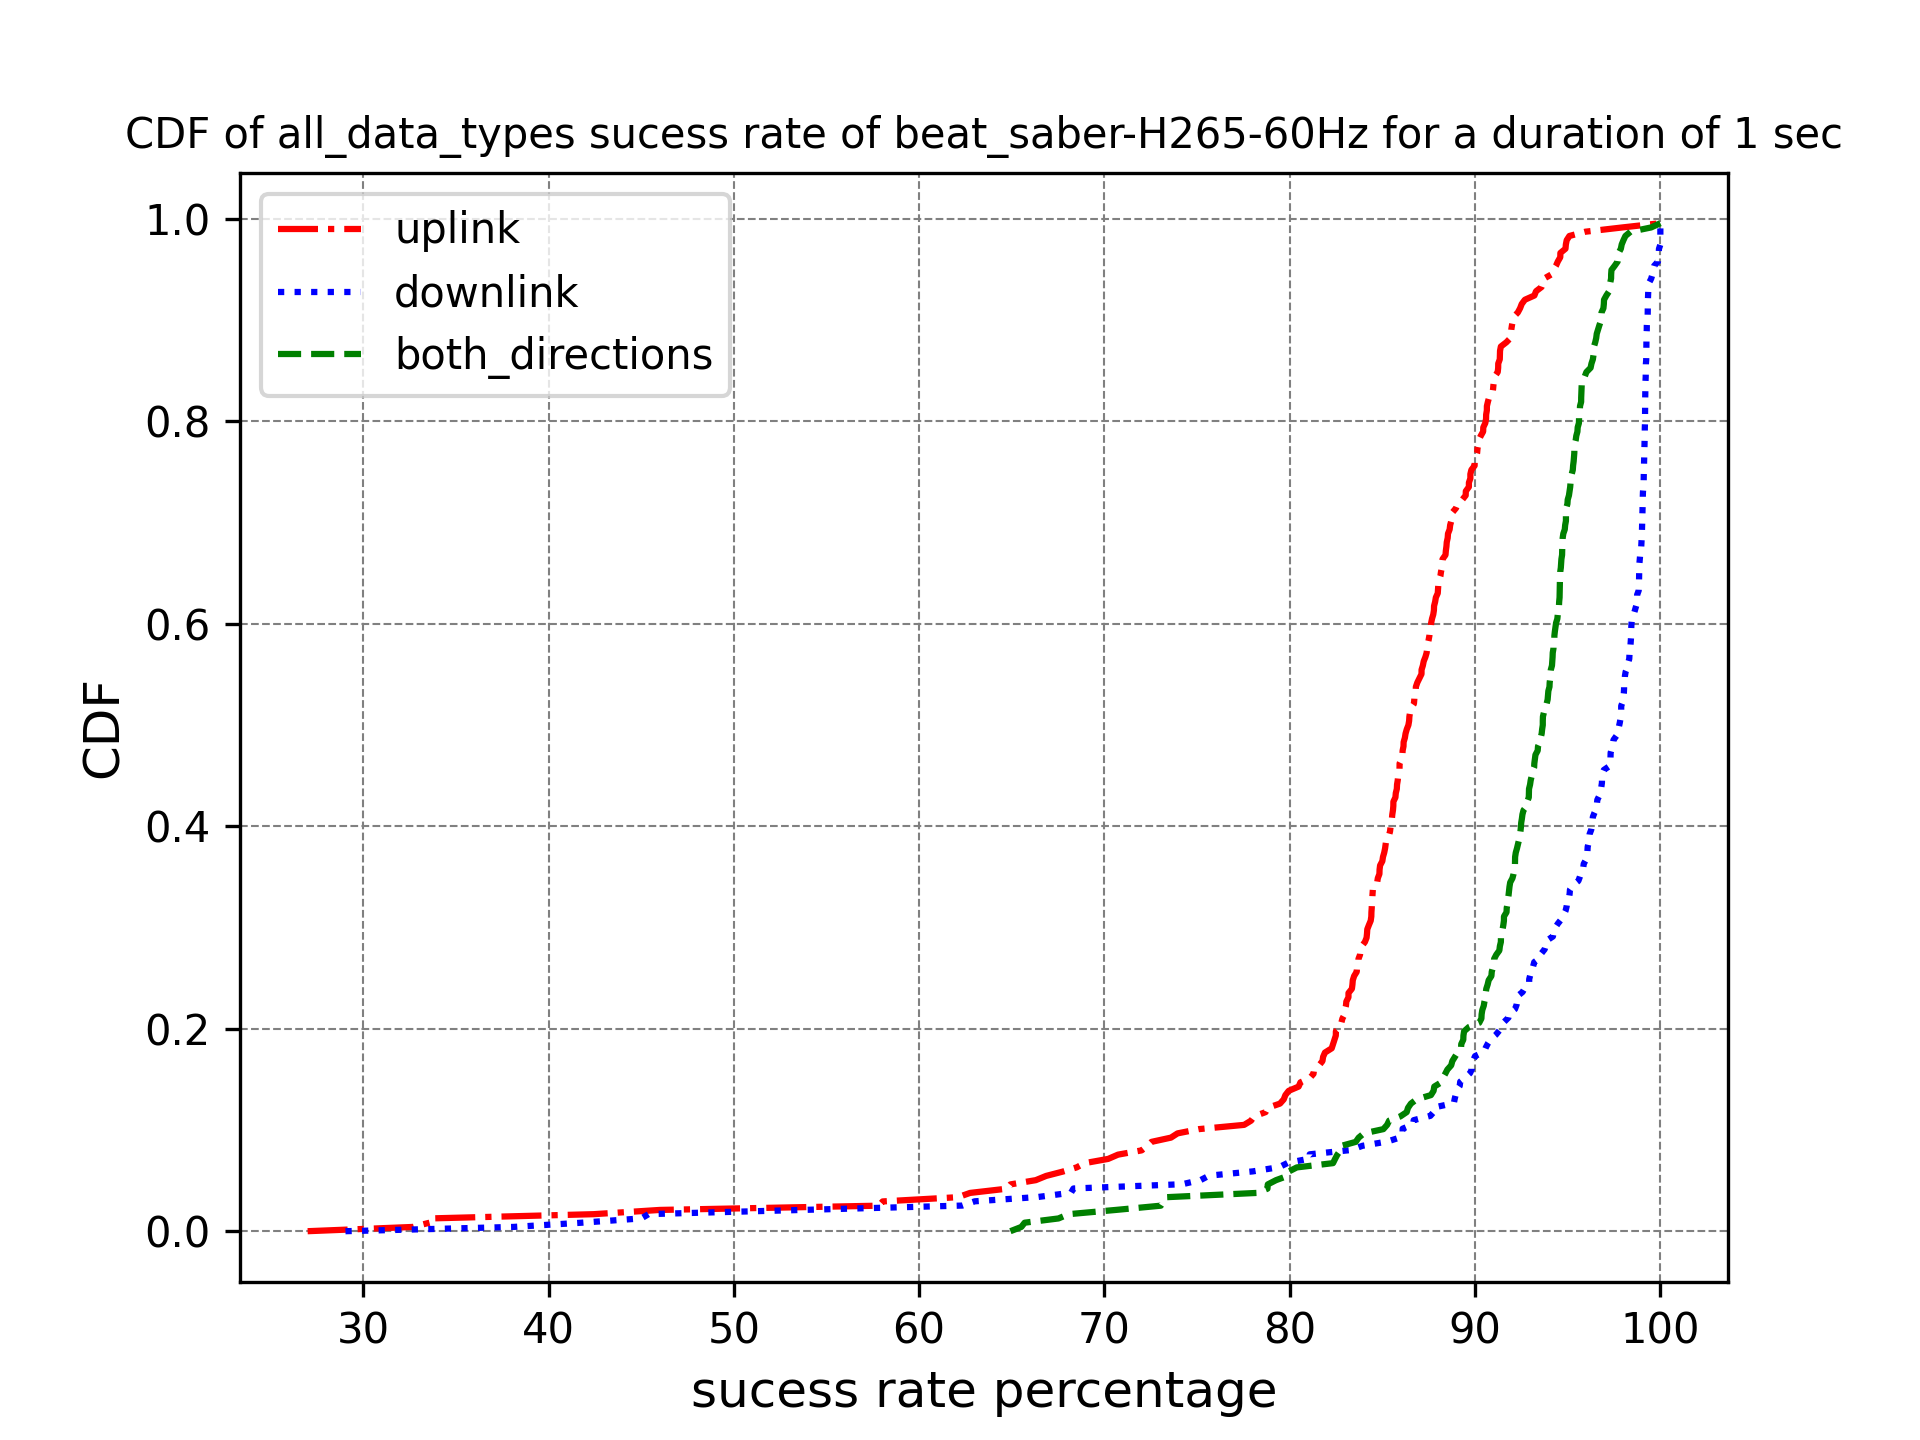 CDF of all_data_types sucess rate of beat_saber-H265-60Hz for a duration of 1 sec
uplink
downlink
both_directions
CDF
1.0
0.8
0.6
0.4
0.2
0.0
30 40 50 60 70 80 90 100
sucess rate percentage